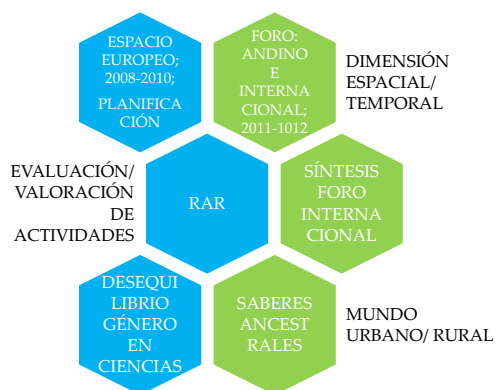 ESPACIO
EUROPEO;
2008-2010;
PLANIFICA
CIÓN
FORO:
ANDINO
E
INTERNA
CIONAL;
2011-1012
DIMENSIÓN
ESPACIAL/
TEMPORAL
EVALUACIÓN/
VALORACIÓN
DE
ACTIVIDADES
RAR
SÍNTESIS
FORO
INTERNA
CIONAL
DESEQUI
LIBRIO
GÉNERO
EN
CIENCIAS
SABERES
ANCEST
RALES
MUNDO
URBANO/ RURAL